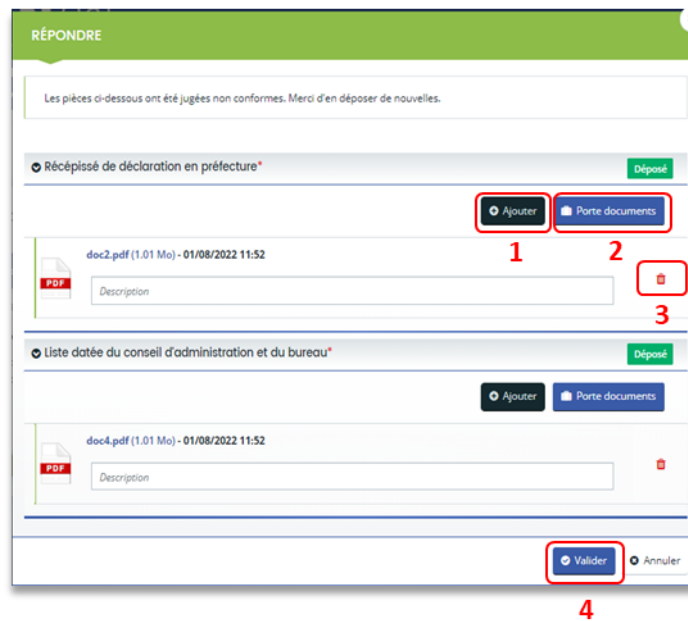 RÉPONDRE
Les pièces ci-dessous ont été jugées non conformes. Merci d'en déposer de nouvelles.
Récépissé de déclaration en préfecture*
Déposé
Ajouter
Porte documents
1
2
doc2.pdf (1.01 Mo) - 01/08/2022 11:52
PDF
Description
3
Liste datée du conseil d'administration et du bureau*
Déposé
Ajouter
Porte documents
doc4.pdf (1.01 Mo) - 01/08/2022 11:52
PDF
Description
Valider
Annuler
4